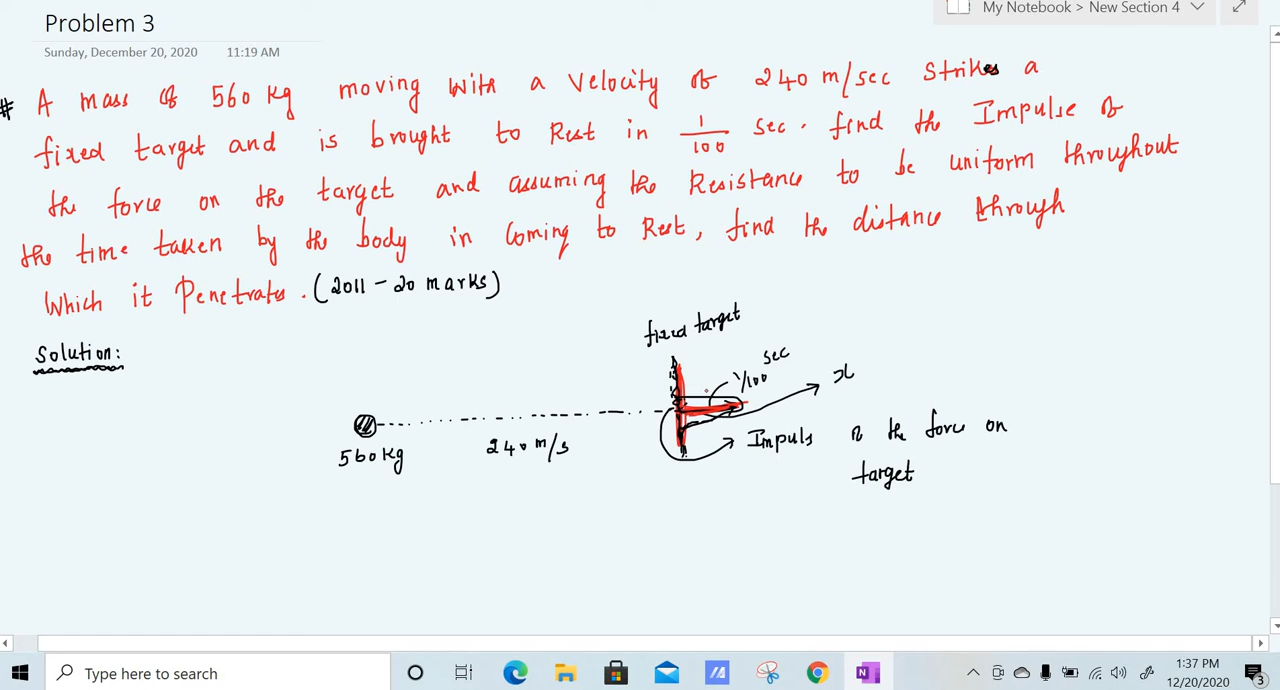 My Notebook > New Section 4
Problem 3
Sunday, December 20, 2020 11:19 AM
# A mass of 560 kg moving with a velocity of 240 m/sec strikes a
fixed target and is brought to Rest in 1/100 sec. find the Impulse of
the force on the target and assuming the Resistance to be uniform throughout
the time taken by the body in coming to Rest, find the distance through
which it Penetrates. (2011 - 20 marks)
Solution:
fixed target
sec
1/100
x
560 kg
240 m/s
Impuls of the force on
target
Type here to search
1:37 PM
12/20/2020
3